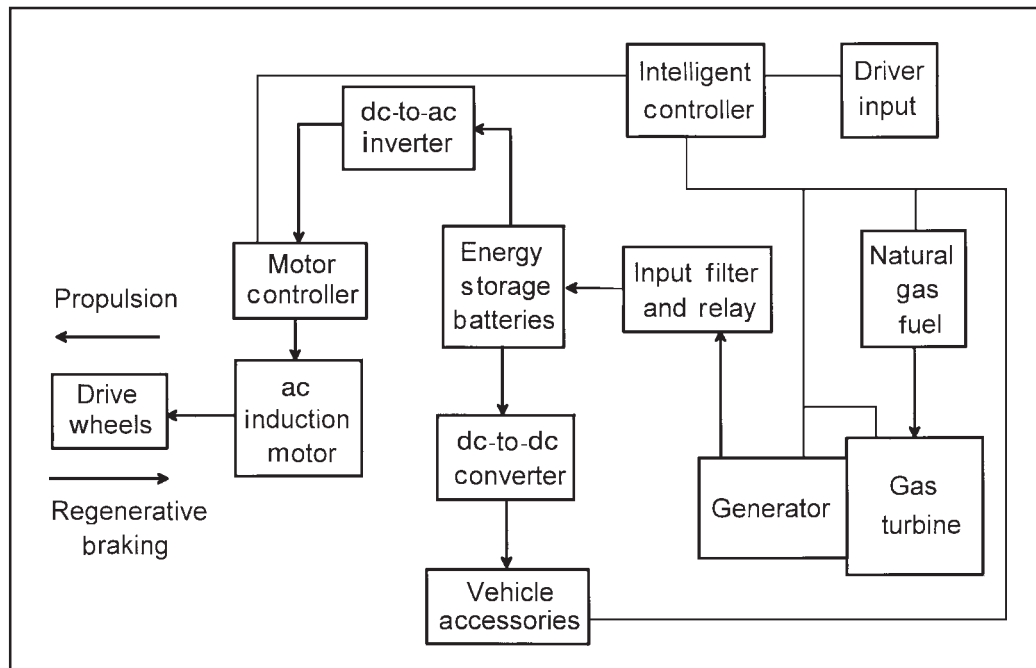 Intelligent
controller
Driver
input
dc-to-ac
inverter
Motor
controller
Energy
storage
batteries
Input filter
and relay
Natural
gas
fuel
Propulsion
Drive
wheels
ac
induction
motor
dc-to-dc
converter
Generator
Gas
turbine
Regenerative
braking
Vehicle
accessories